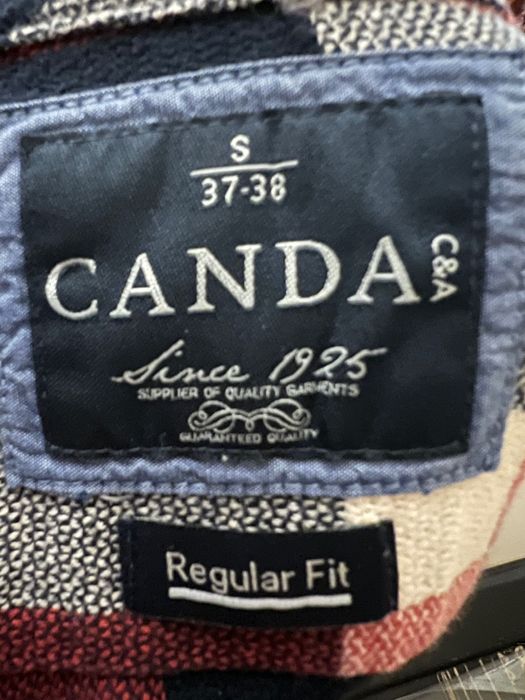 S
37-38
CANDA
C&A
Since 1925
SUPPLIER OF QUALITY GARMENTS
GUARANTEED QUALITY
Regular Fit